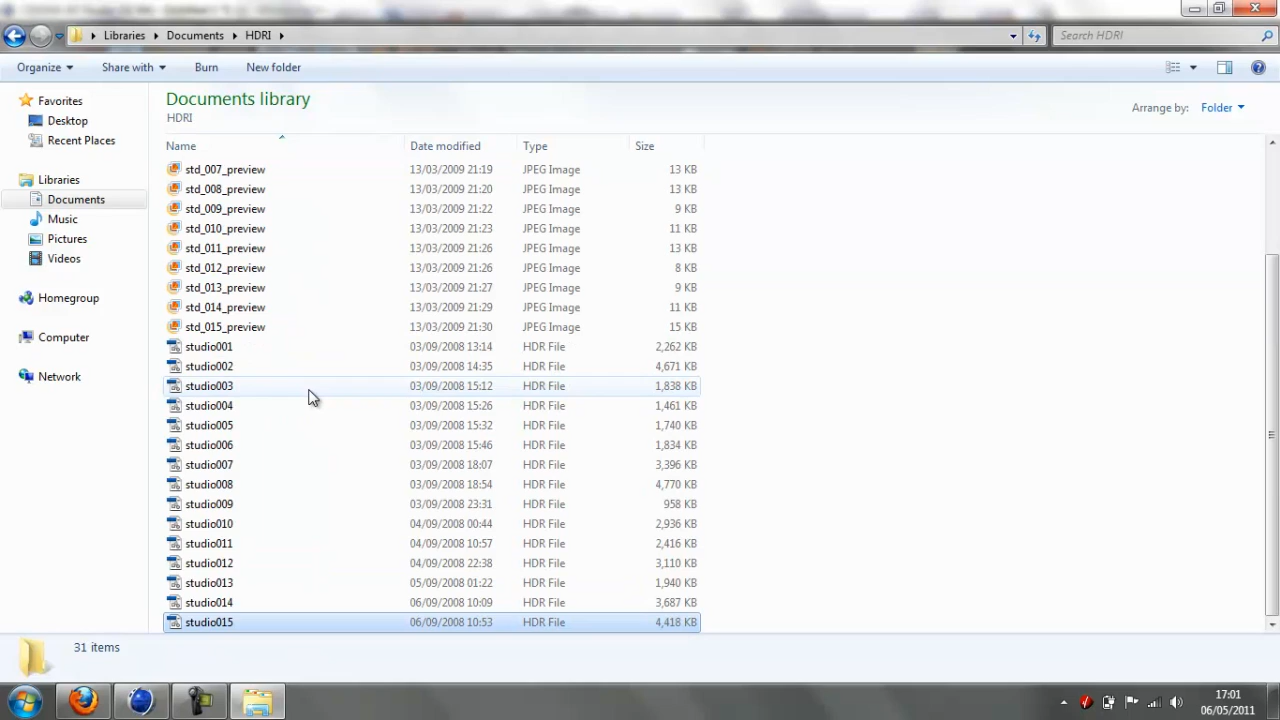 Libraries Documents HDRI
Search HDRI
Organize Share with Burn New folder
Favorites
Desktop
Recent Places
Libraries
Documents
Music
Pictures
Videos
Homegroup
Computer
Network
Documents library
HDRI
Arrange by: Folder
Name Date modified Type Size
std_007_preview 13/03/2009 21:19 JPEG Image 13 KB
std_008_preview 13/03/2009 21:20 JPEG Image 13 KB
std_009_preview 13/03/2009 21:22 JPEG Image 9 KB
std_010_preview 13/03/2009 21:23 JPEG Image 11 KB
std_011_preview 13/03/2009 21:26 JPEG Image 13 KB
std_012_preview 13/03/2009 21:26 JPEG Image 8 KB
std_013_preview 13/03/2009 21:27 JPEG Image 9 KB
std_014_preview 13/03/2009 21:29 JPEG Image 11 KB
std_015_preview 13/03/2009 21:30 JPEG Image 15 KB
studio001 03/09/2008 13:14 HDR File 2,262 KB
studio002 03/09/2008 14:35 HDR File 4,671 KB
studio003 03/09/2008 15:12 HDR File 1,838 KB
studio004 03/09/2008 15:26 HDR File 1,461 KB
studio005 03/09/2008 15:32 HDR File 1,740 KB
studio006 03/09/2008 15:46 HDR File 1,834 KB
studio007 03/09/2008 18:07 HDR File 3,396 KB
studio008 03/09/2008 18:54 HDR File 4,770 KB
studio009 03/09/2008 23:31 HDR File 958 KB
studio010 04/09/2008 00:44 HDR File 2,936 KB
studio011 04/09/2008 10:57 HDR File 2,416 KB
studio012 04/09/2008 22:38 HDR File 3,110 KB
studio013 05/09/2008 01:22 HDR File 1,940 KB
studio014 06/09/2008 10:09 HDR File 3,687 KB
studio015 06/09/2008 10:53 HDR File 4,418 KB
31 items
17:01
06/05/2011